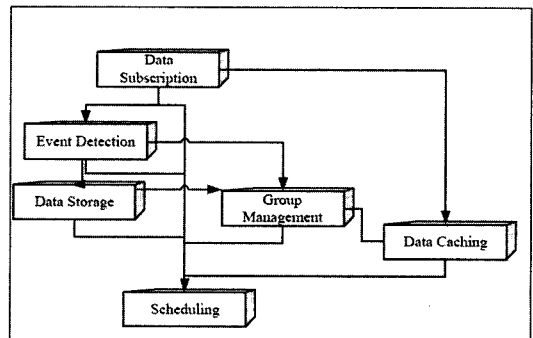 Data
Subscription
Event Detection
Data Storage
Group
Management
Data Caching
Scheduling